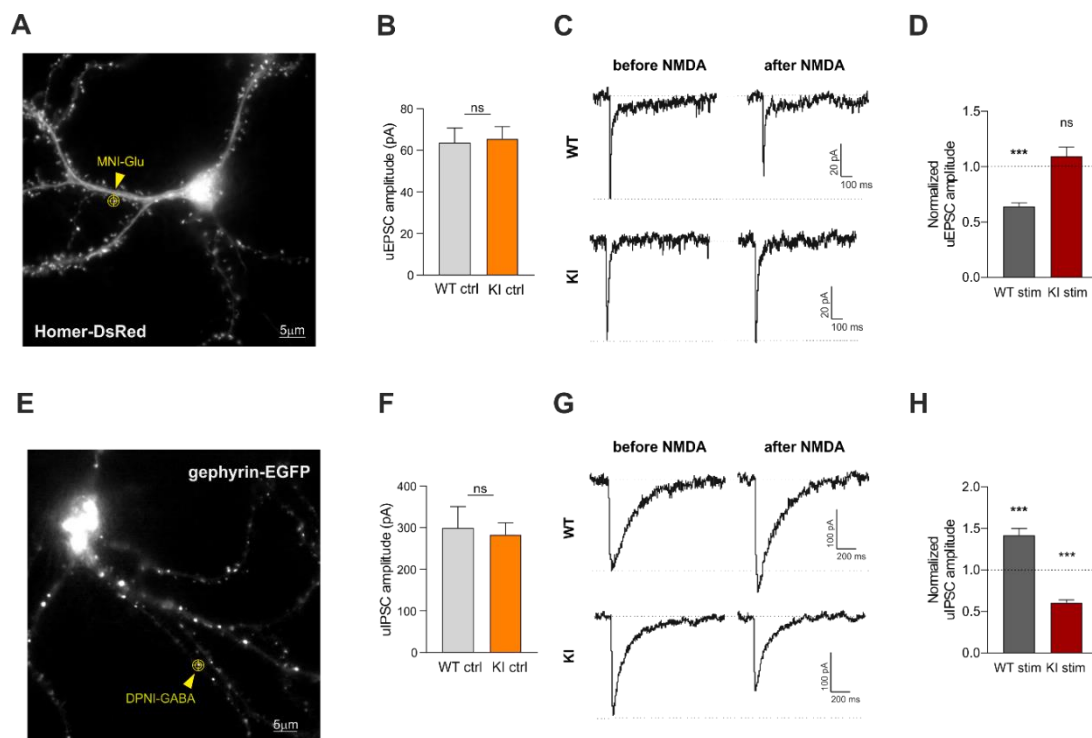 A
MNI-Glu
Homer-DsRed
5µm
B
uEPSC amplitude (pA)
80
60
40
20
0
ns
WT ctrl KI ctrl
C
before NMDA after NMDA
WT
20 pA
100 ms
KI
20 pA
100 ms
D
Normalized
uEPSC amplitude
1.5
1.0
0.5
0.0
***
ns
WT stim KI stim
E
gephyrin-EGFP
DPNI-GABA
5µm
F
uIPSC amplitude (pA)
400
300
200
100
0
ns
WT ctrl KI ctrl
G
before NMDA after NMDA
WT
100 pA
200 ms
KI
100 pA
200 ms
H
Normalized
uIPSC amplitude
2.0
1.5
1.0
0.5
0.0
***
***
WT stim KI stim